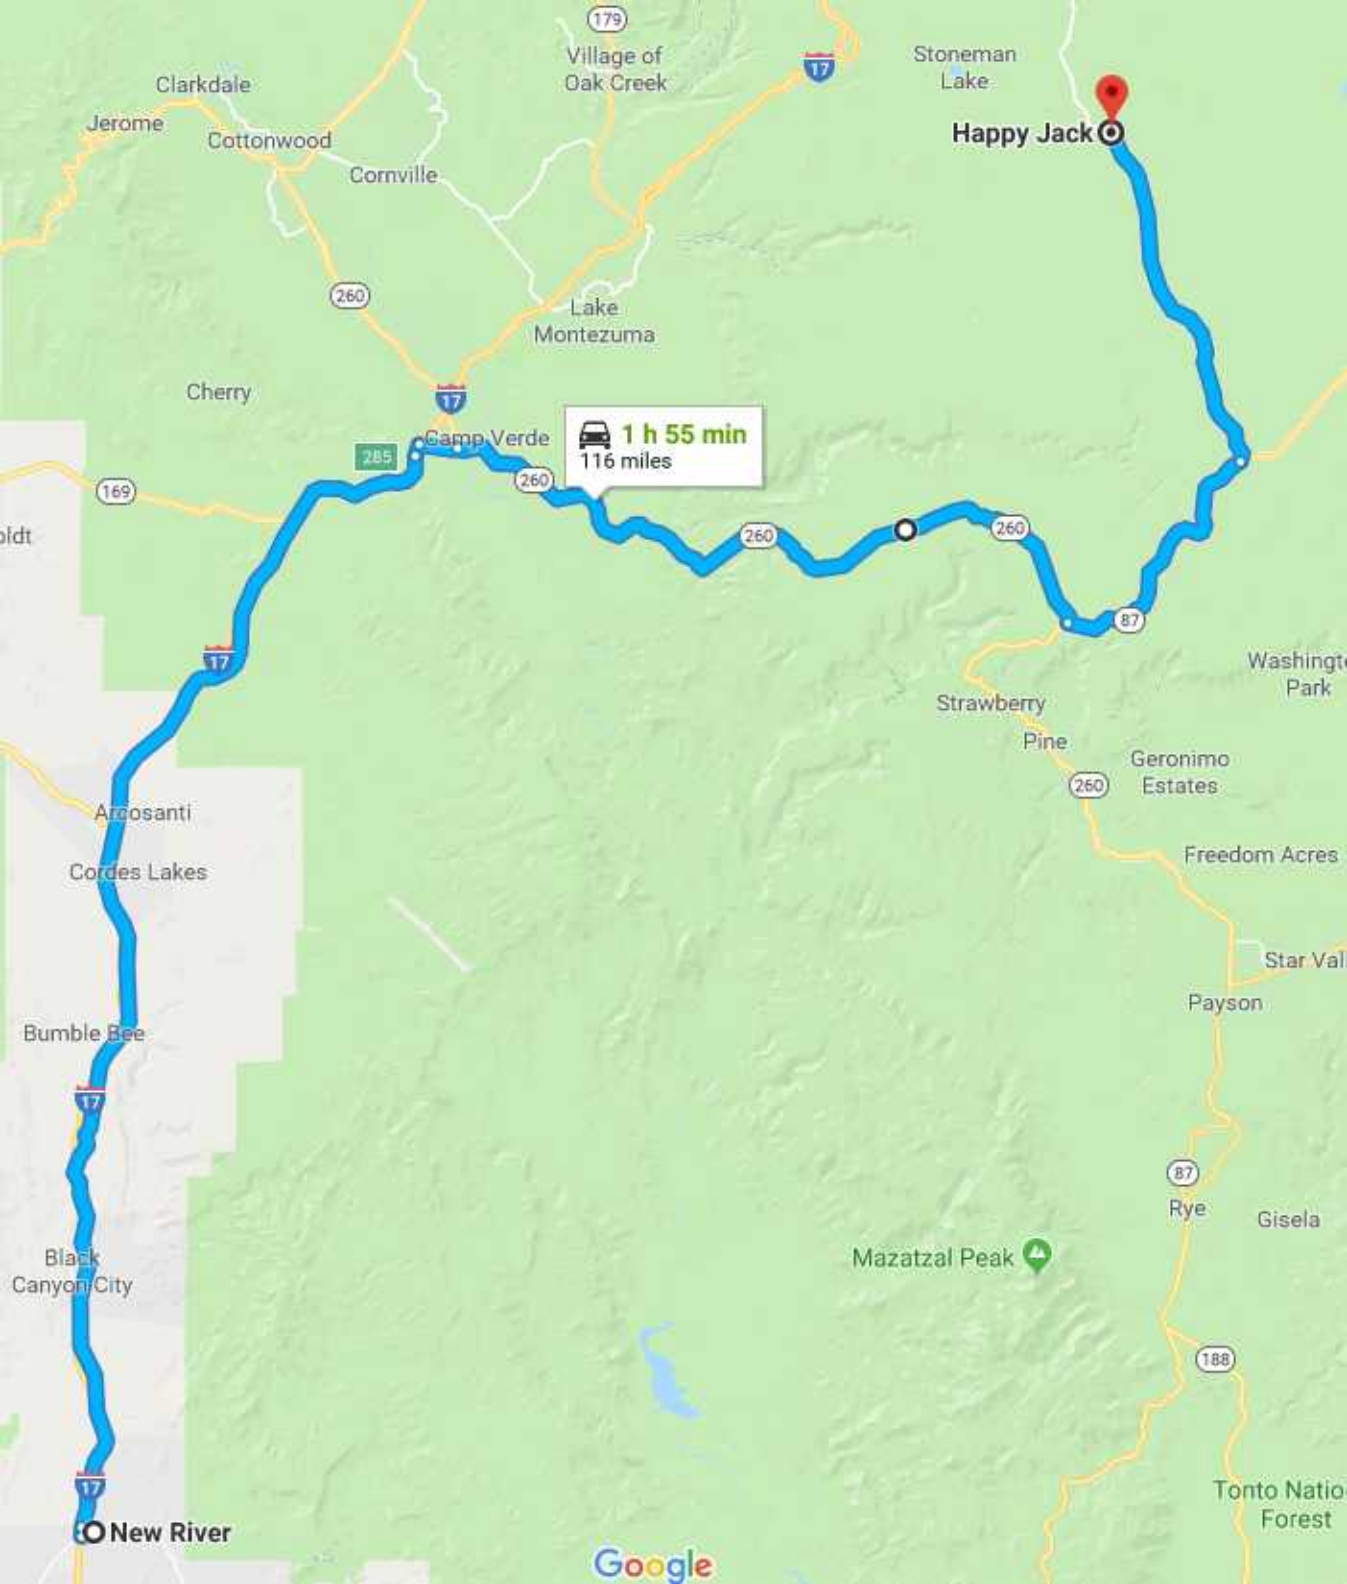 179
Village of
Oak Creek
17
Stoneman
Lake
Clarkdale
Jerome
Cottonwood
Happy Jack
Cornville
260
Lake
Montezuma
Cherry
17
Camp Verde
285
1 h 55 min
116 miles
169
260
260
260
oldt
87
17
Washingt
Park
Strawberry
Pine
Geronimo
Estates
260
Arcosanti
Freedom Acres
Cordes Lakes
Star Val
Payson
Bumble Bee
17
87
Rye
Gisela
Black
Canyon City
Mazatzal Peak
188
17
Tonto Natio
Forest
New River
Google